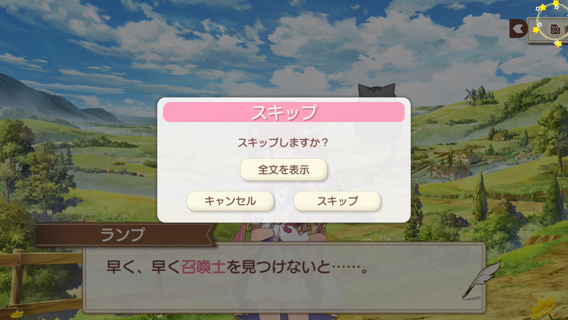 スキップ
スキップしますか？
全文を表示
キャンセル
スキップ
ランプ
早く、早く召喚士を見つけないと……。